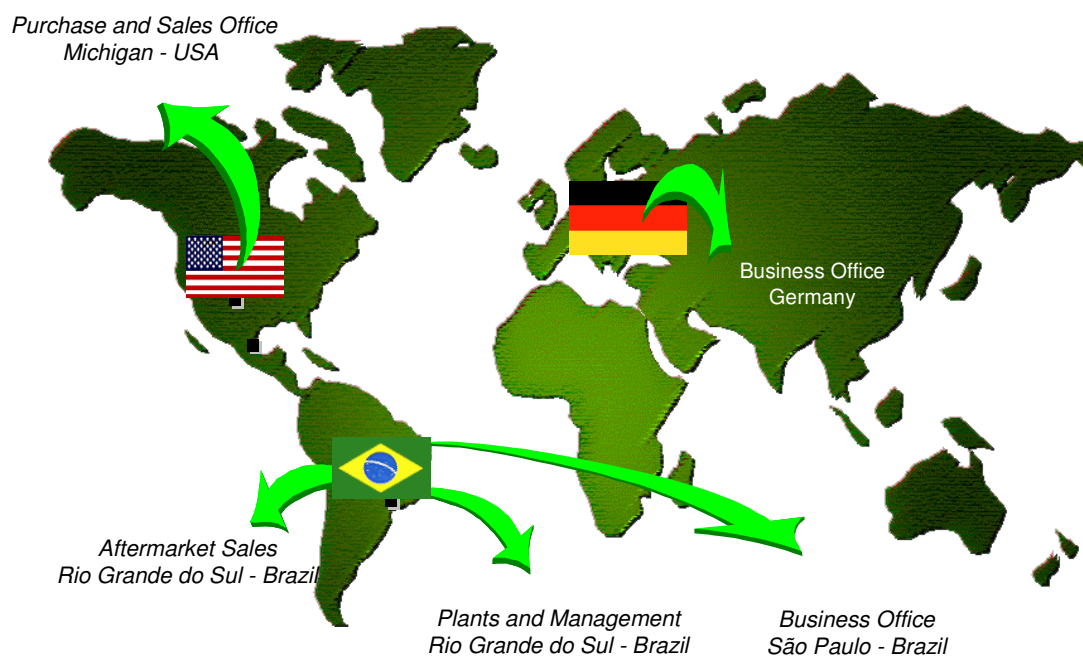 Purchase and Sales Office
Michigan - USA
Business Office
Germany
Aftermarket Sales
Rio Grande do Sul - Brazil
Plants and Management
Rio Grande do Sul - Brazil
Business Office
São Paulo - Brazil